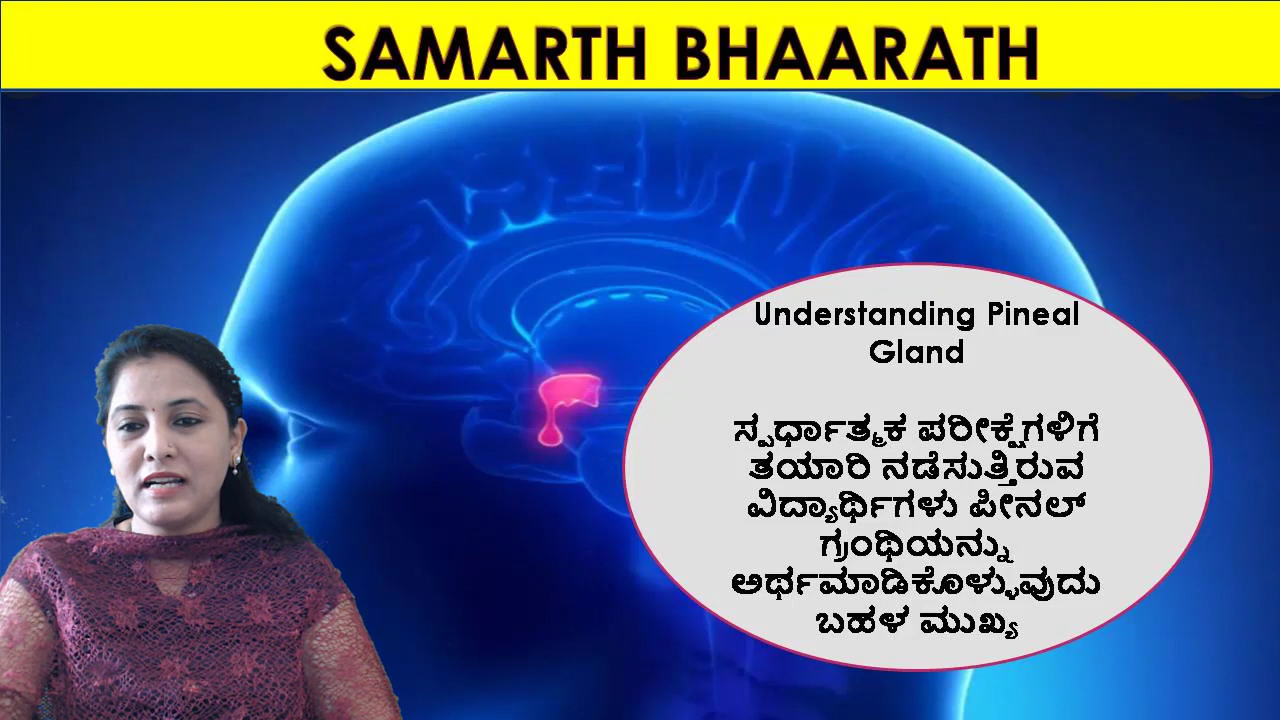 SAMARTH BHAARATH
Understanding Pineal
Gland
ಸ್ಪರ್ಧಾತ್ಮಕ ಪರೀಕ್ಷೆಗಳಿಗೆ
ತಯಾರಿ ನಡೆಸುತ್ತಿರುವ
ವಿದ್ಯಾರ್ಥಿಗಳು ಪೀನಲ್
ಗ್ರಂಥಿಯನ್ನು
ಅರ್ಥಮಾಡಿಕೊಳ್ಳುವುದು
ಬಹಳ ಮುಖ್ಯ